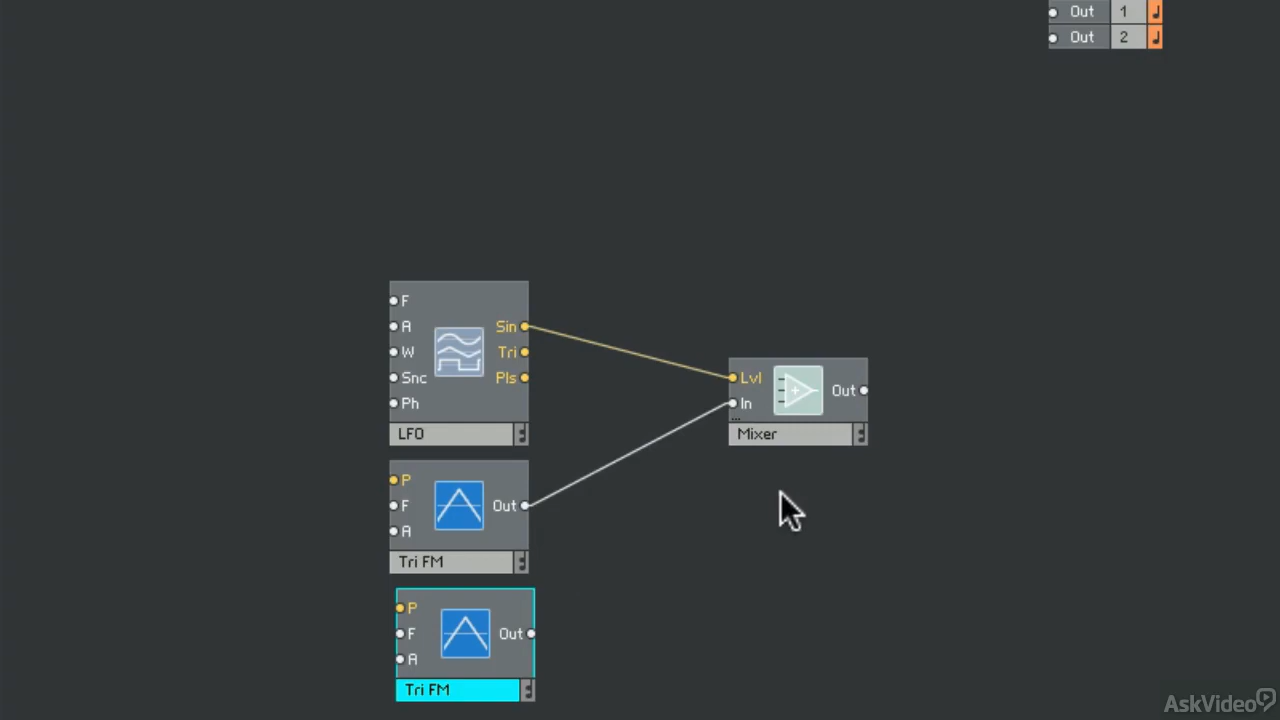 Out 1
Out 2
F
A Sin
W Tri
Snc Pls
Ph
LFO
Lvl
In Out
...
Mixer
P
F Out
A
Tri FM
P
F Out
A
Tri FM
AskVideo